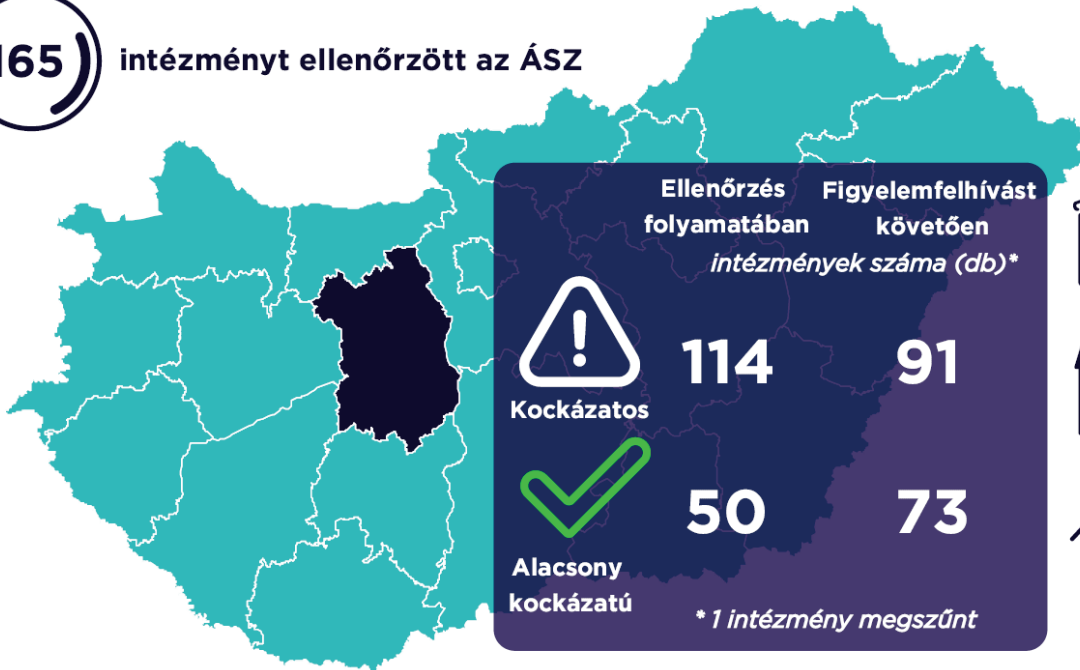 165 intézményt ellenőrzött az ÁSZ
Ellenőrzés folyamatában
Figyelemfelhívást követően
intézmények száma (db)*
Kockázatos
114
91
Alacsony kockázatú
50
73
* 1 intézmény megszűnt